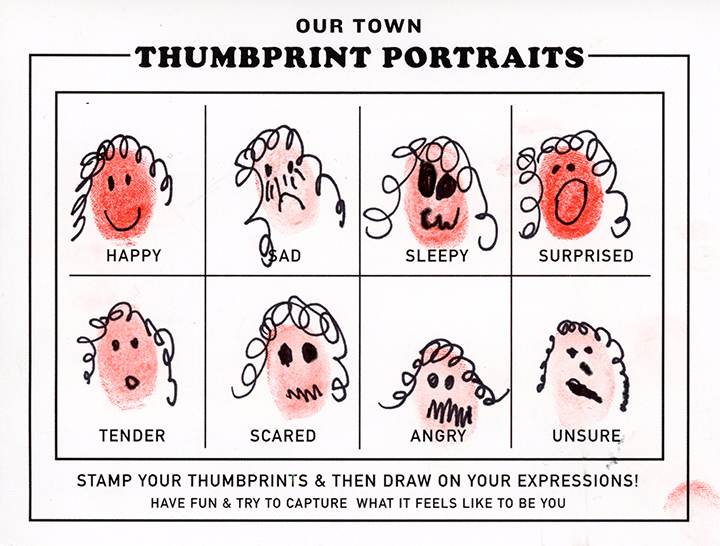 OUR TOWN
THUMBPRINT PORTRAITS
HAPPY SAD SLEEPY SURPRISED
TENDER SCARED ANGRY UNSURE
STAMP YOUR THUMBPRINTS & THEN DRAW ON YOUR EXPRESSIONS!
HAVE FUN & TRY TO CAPTURE WHAT IT FEELS LIKE TO BE YOU